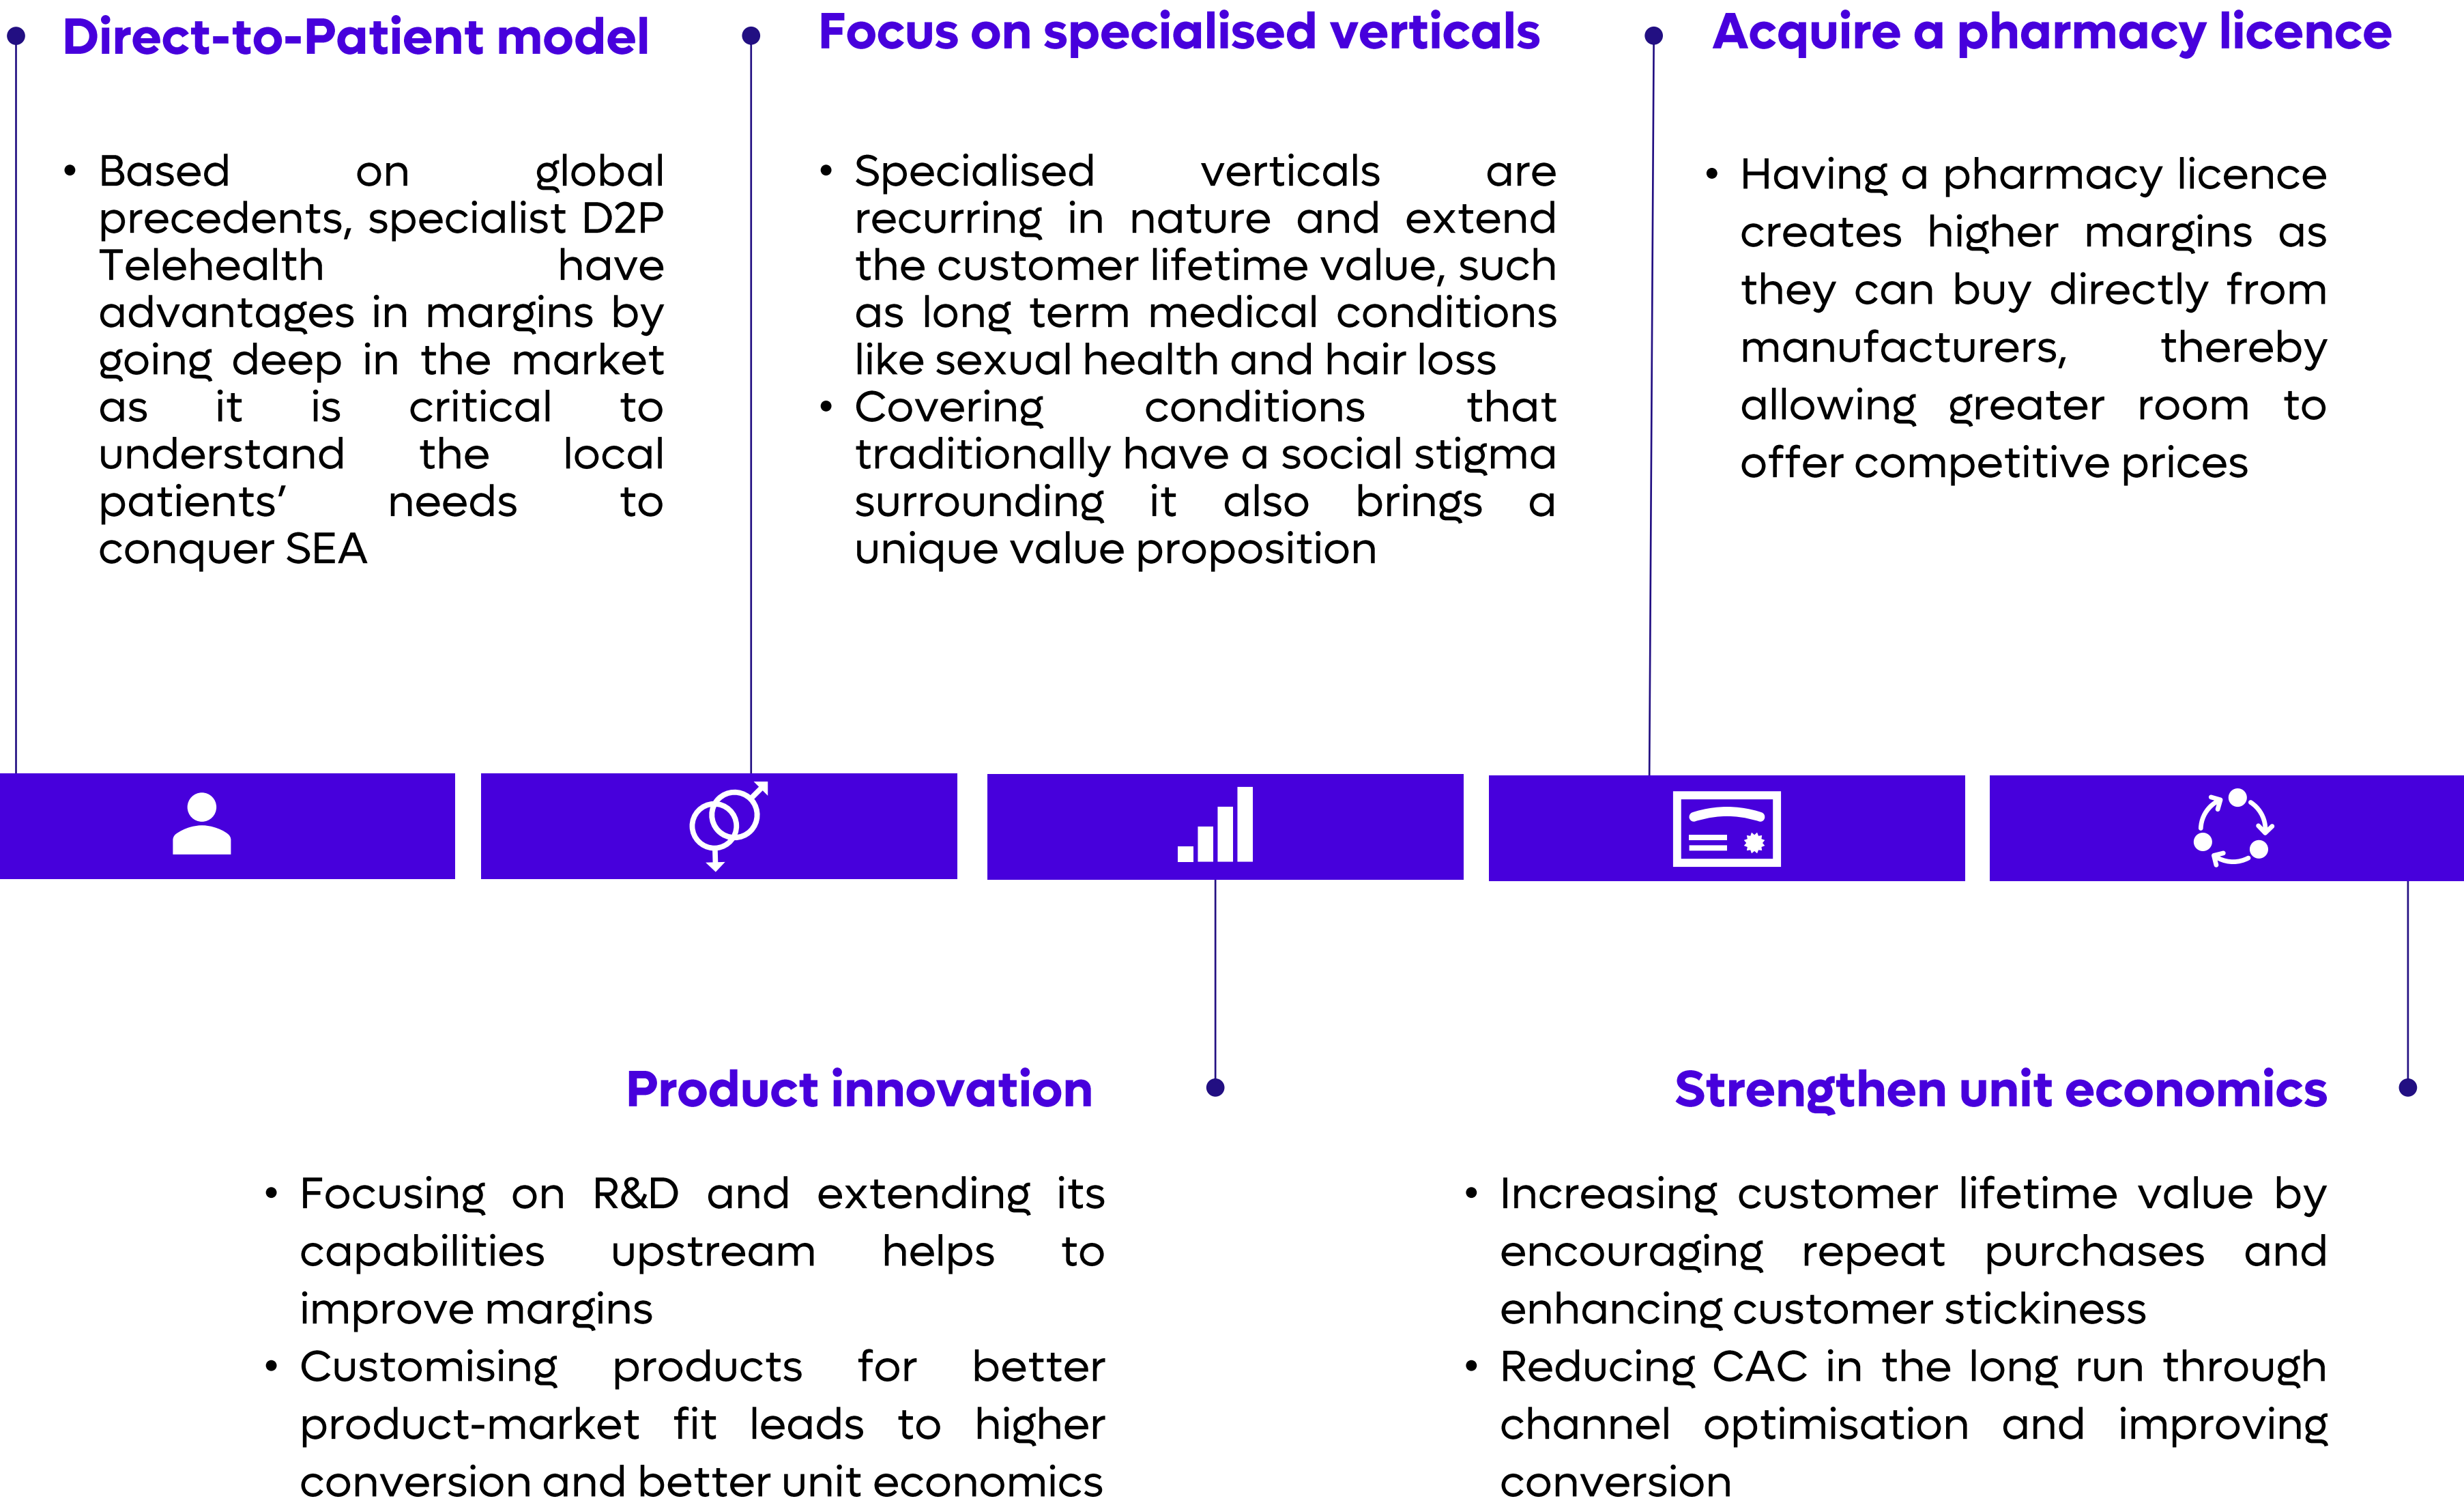 Direct-to-Patient model
• Based on global
precedents, specialist D2P
Telehealth have
advantages in margins by
going deep in the market
as it is critical to
understand the local
patients’ needs to
conquer SEA
Focus on specialised verticals
• Specialised verticals are
recurring in nature and extend
the customer lifetime value, such
as long term medical conditions
like sexual health and hair loss
• Covering conditions that
traditionally have a social stigma
surrounding it also brings a
unique value proposition
Acquire a pharmacy licence
• Having a pharmacy licence
creates higher margins as
they can buy directly from
manufacturers, thereby
allowing greater room to
offer competitive prices
Product innovation
• Focusing on R&D and extending its
capabilities upstream helps to
improve margins
• Customising products for better
product-market fit leads to higher
conversion and better unit economics
Strengthen unit economics
• Increasing customer lifetime value by
encouraging repeat purchases and
enhancing customer stickiness
• Reducing CAC in the long run through
channel optimisation and improving
conversion